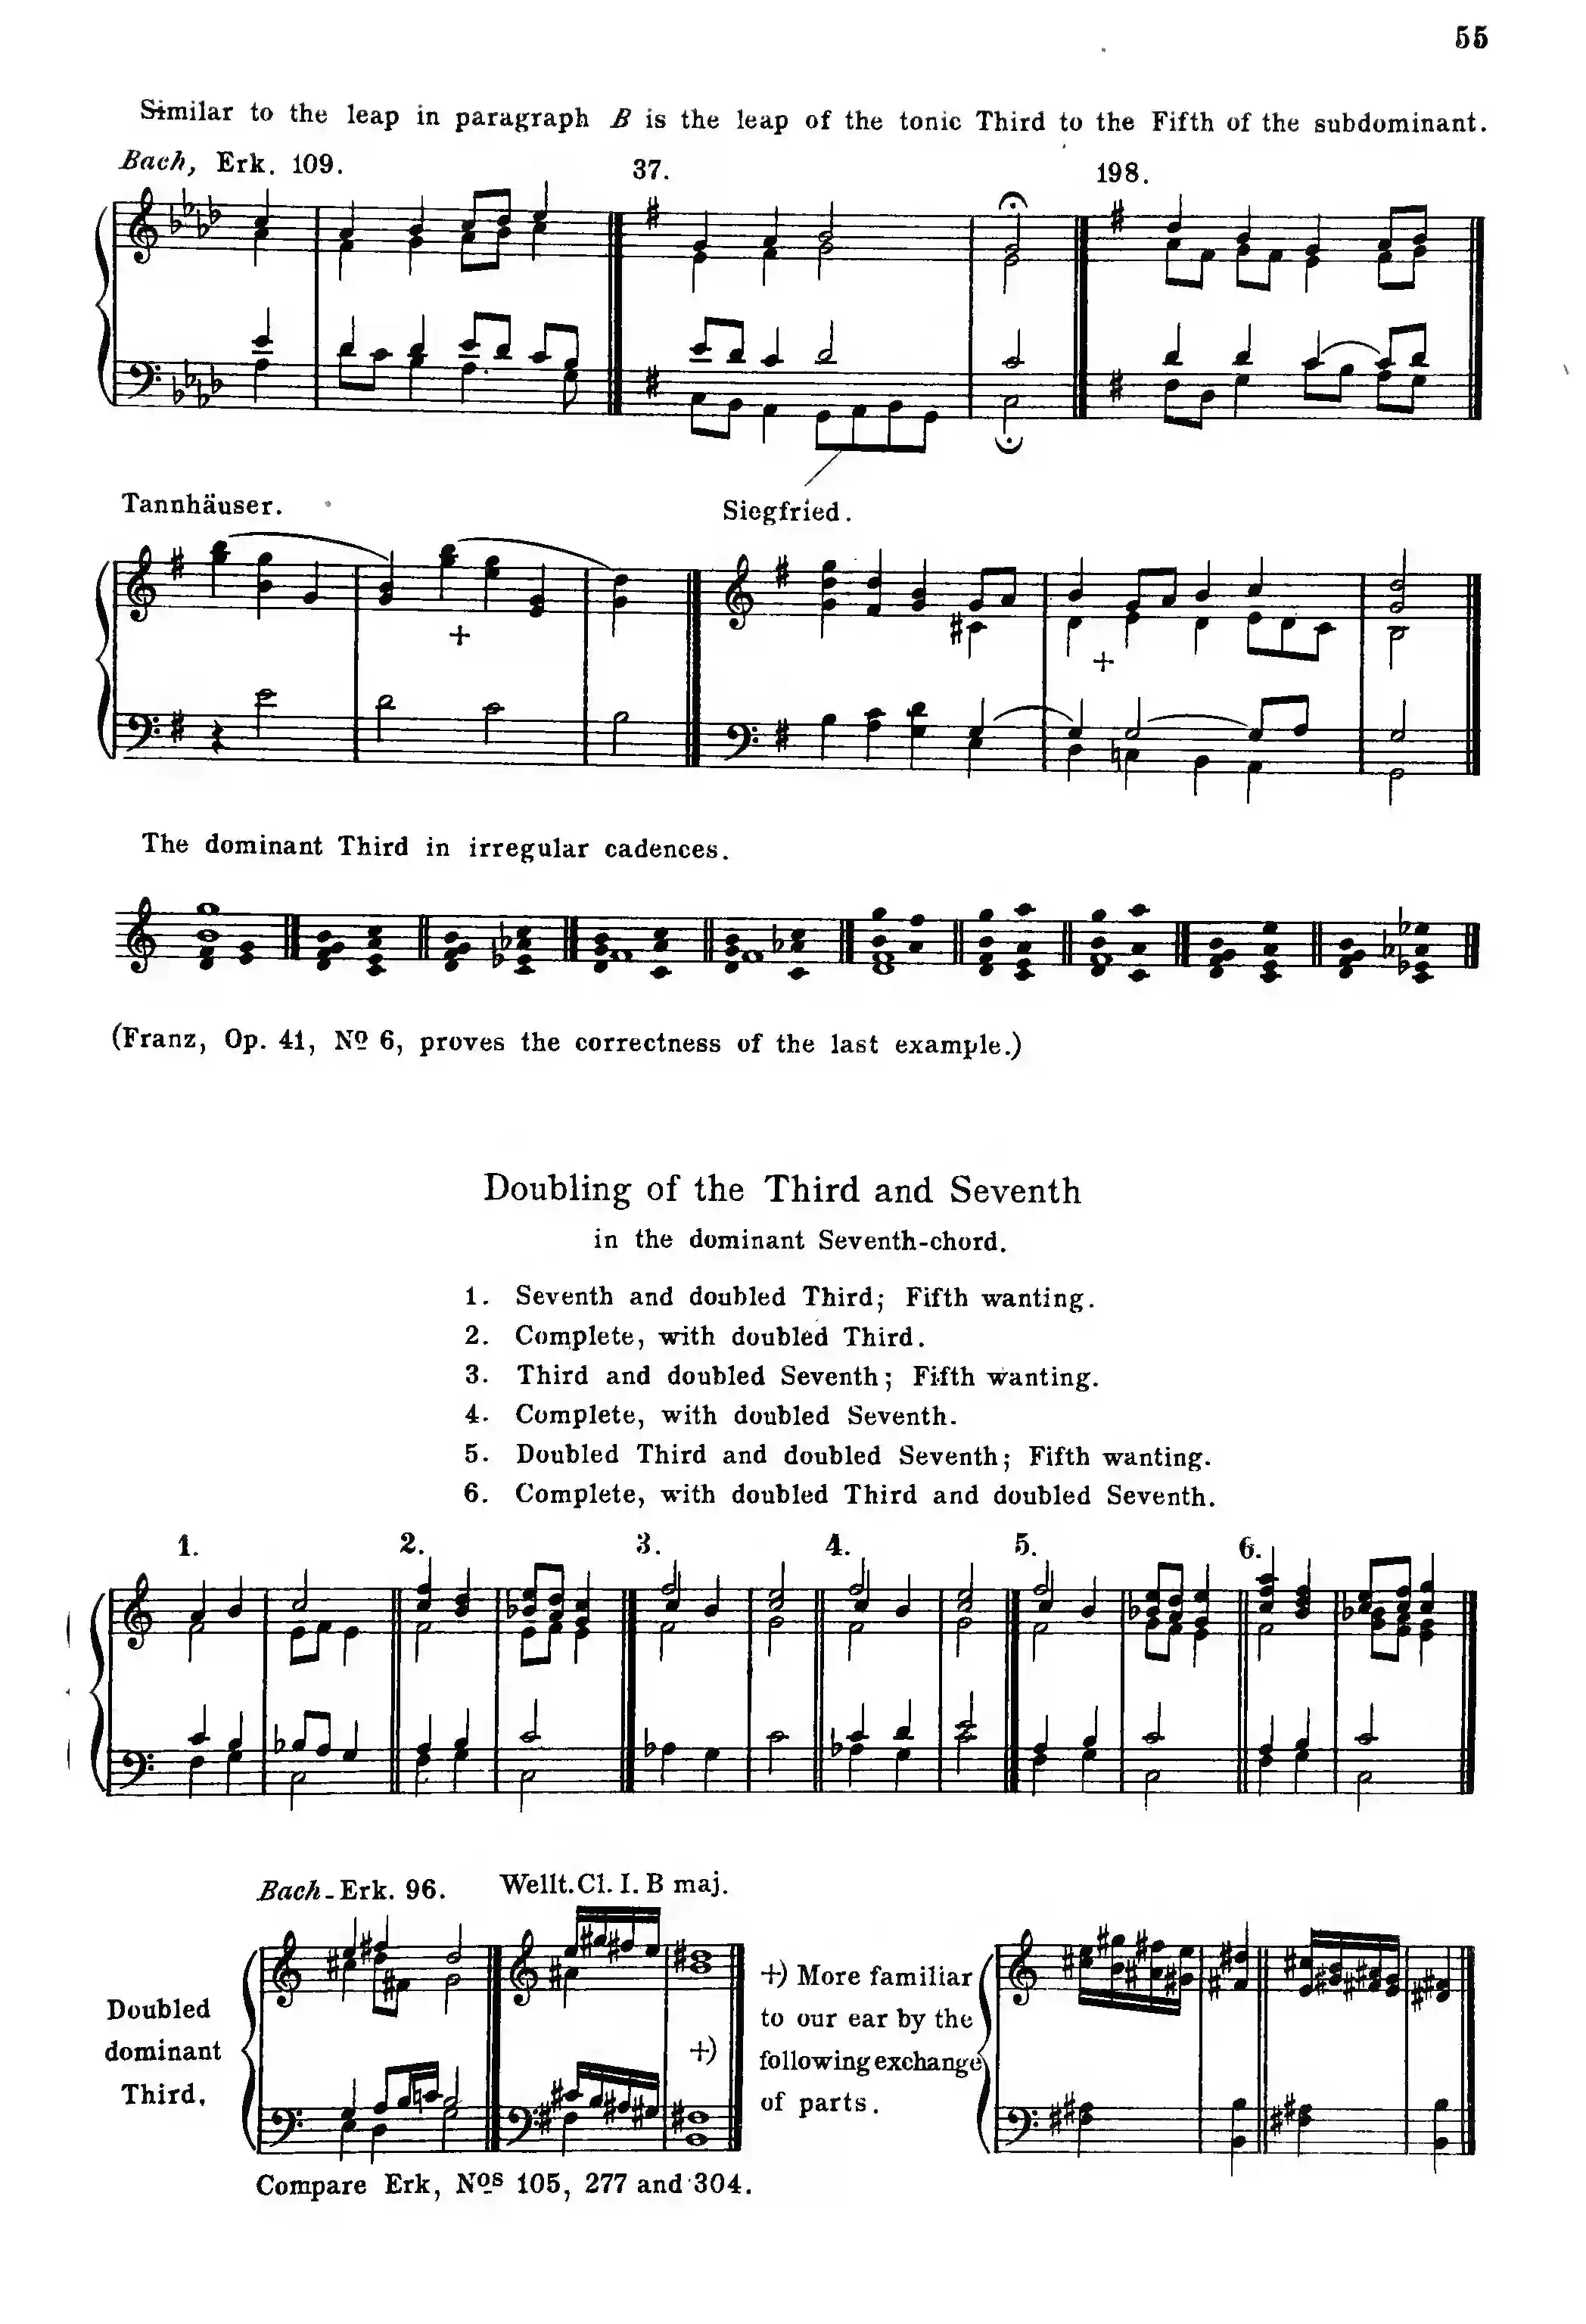 55
Similar to the leap in paragraph B is the leap of the tonic Third to the Fifth of the subdominant.
Bach, Erk. 109. 37. 198.
Tannhäuser. Siegfried.
+ +
The dominant Third in irregular cadences.
(Franz, Op. 41, Nº 6, proves the correctness of the last example.)
Doubling of the Third and Seventh
in the dominant Seventh-chord.
1. Seventh and doubled Third; Fifth wanting.
2. Complete, with doubled Third.
3. Third and doubled Seventh; Fifth wanting.
4. Complete, with doubled Seventh.
5. Doubled Third and doubled Seventh; Fifth wanting.
6. Complete, with doubled Third and doubled Seventh.
1. 2. 3. 4. 5. 6.
Bach-Erk. 96. Wellt. Cl. I. B maj.
Doubled
dominant
Third.
+)
+) More familiar
to our ear by the
following exchange
of parts.
Compare Erk, Nos 105, 277 and 304.